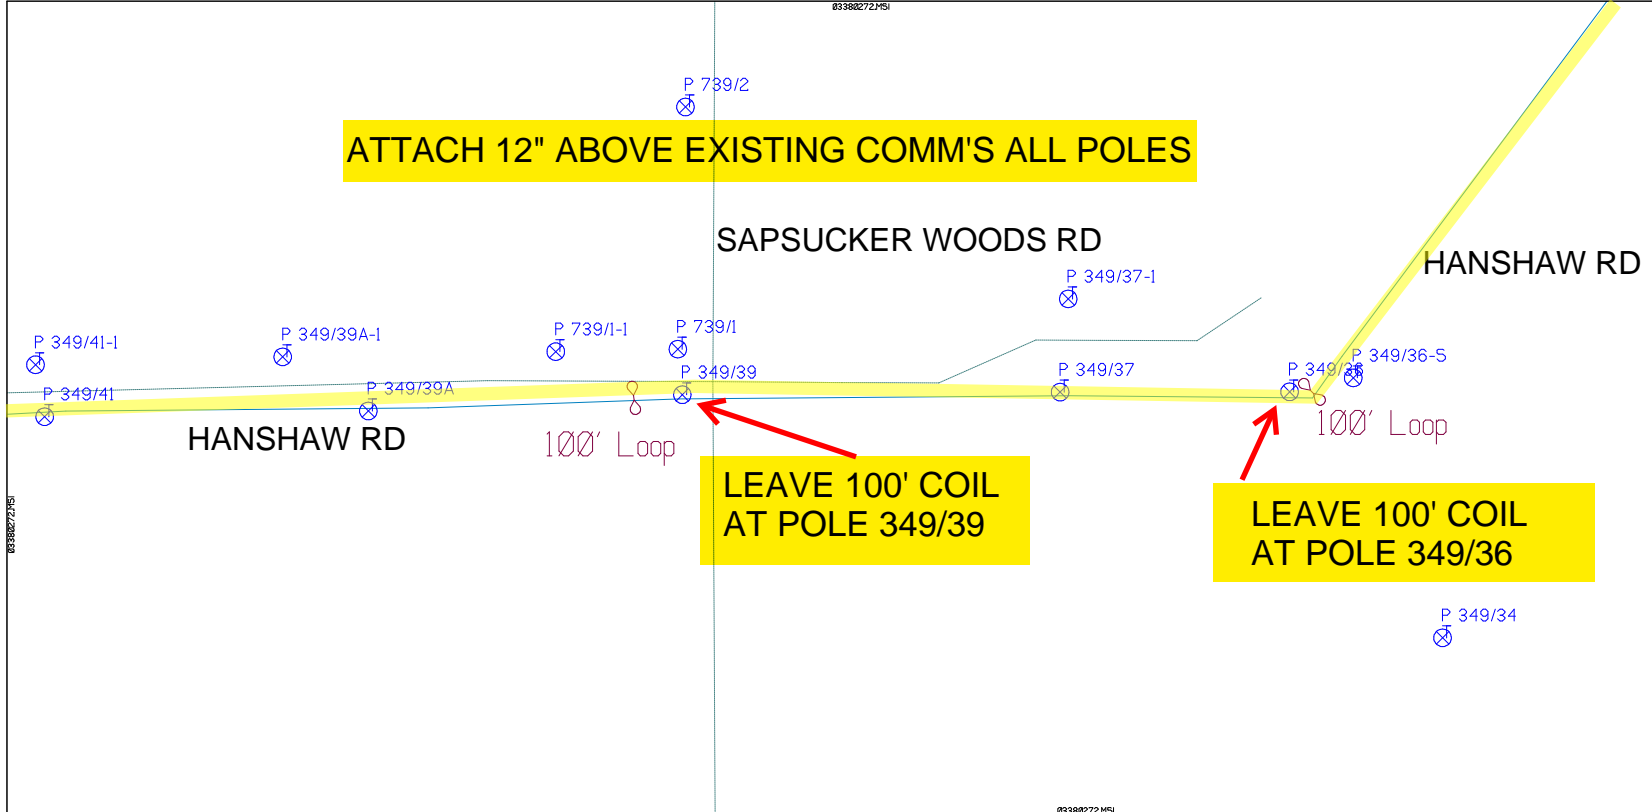 03380272.MSI
P 739/2
ATTACH 12" ABOVE EXISTING COMM'S ALL POLES
SAPSUCKER WOODS RD
HANSHAW RD
P 349/37-1
P 349/41-1
P 349/39A-1
P 739/1-1
P 739/1
P 349/36-S
P 349/41
P 349/39A
P 349/39
P 349/37
P 349/36
HANSHAW RD
100' Loop
100' Loop
LEAVE 100' COIL
AT POLE 349/39
LEAVE 100' COIL
AT POLE 349/36
03380272.MSI
P 349/34
03380272.MSI